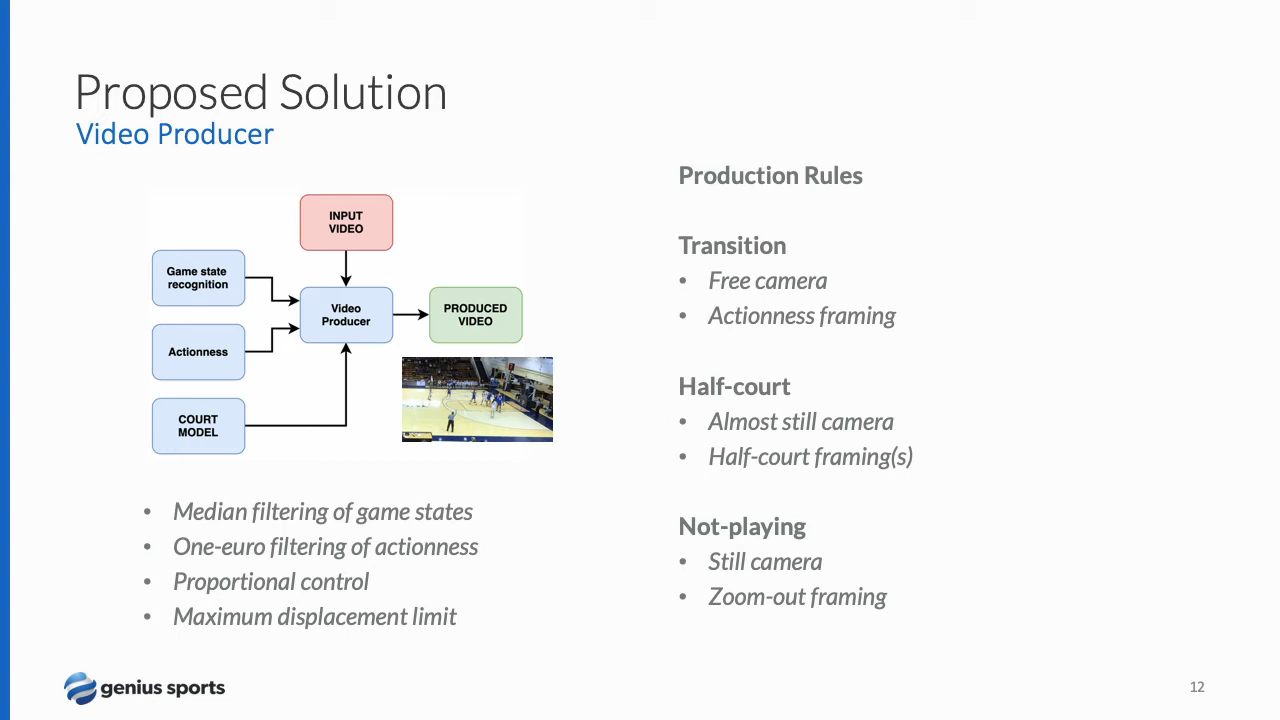 Proposed Solution
Video Producer
INPUT
VIDEO
Game state
recognition
Video
Producer
PRODUCED
VIDEO
Actionness
COURT
MODEL
• Median filtering of game states
• One-euro filtering of actionness
• Proportional control
• Maximum displacement limit
Production Rules
Transition
• Free camera
• Actionness framing
Half-court
• Almost still camera
• Half-court framing(s)
Not-playing
• Still camera
• Zoom-out framing
genius sports
12